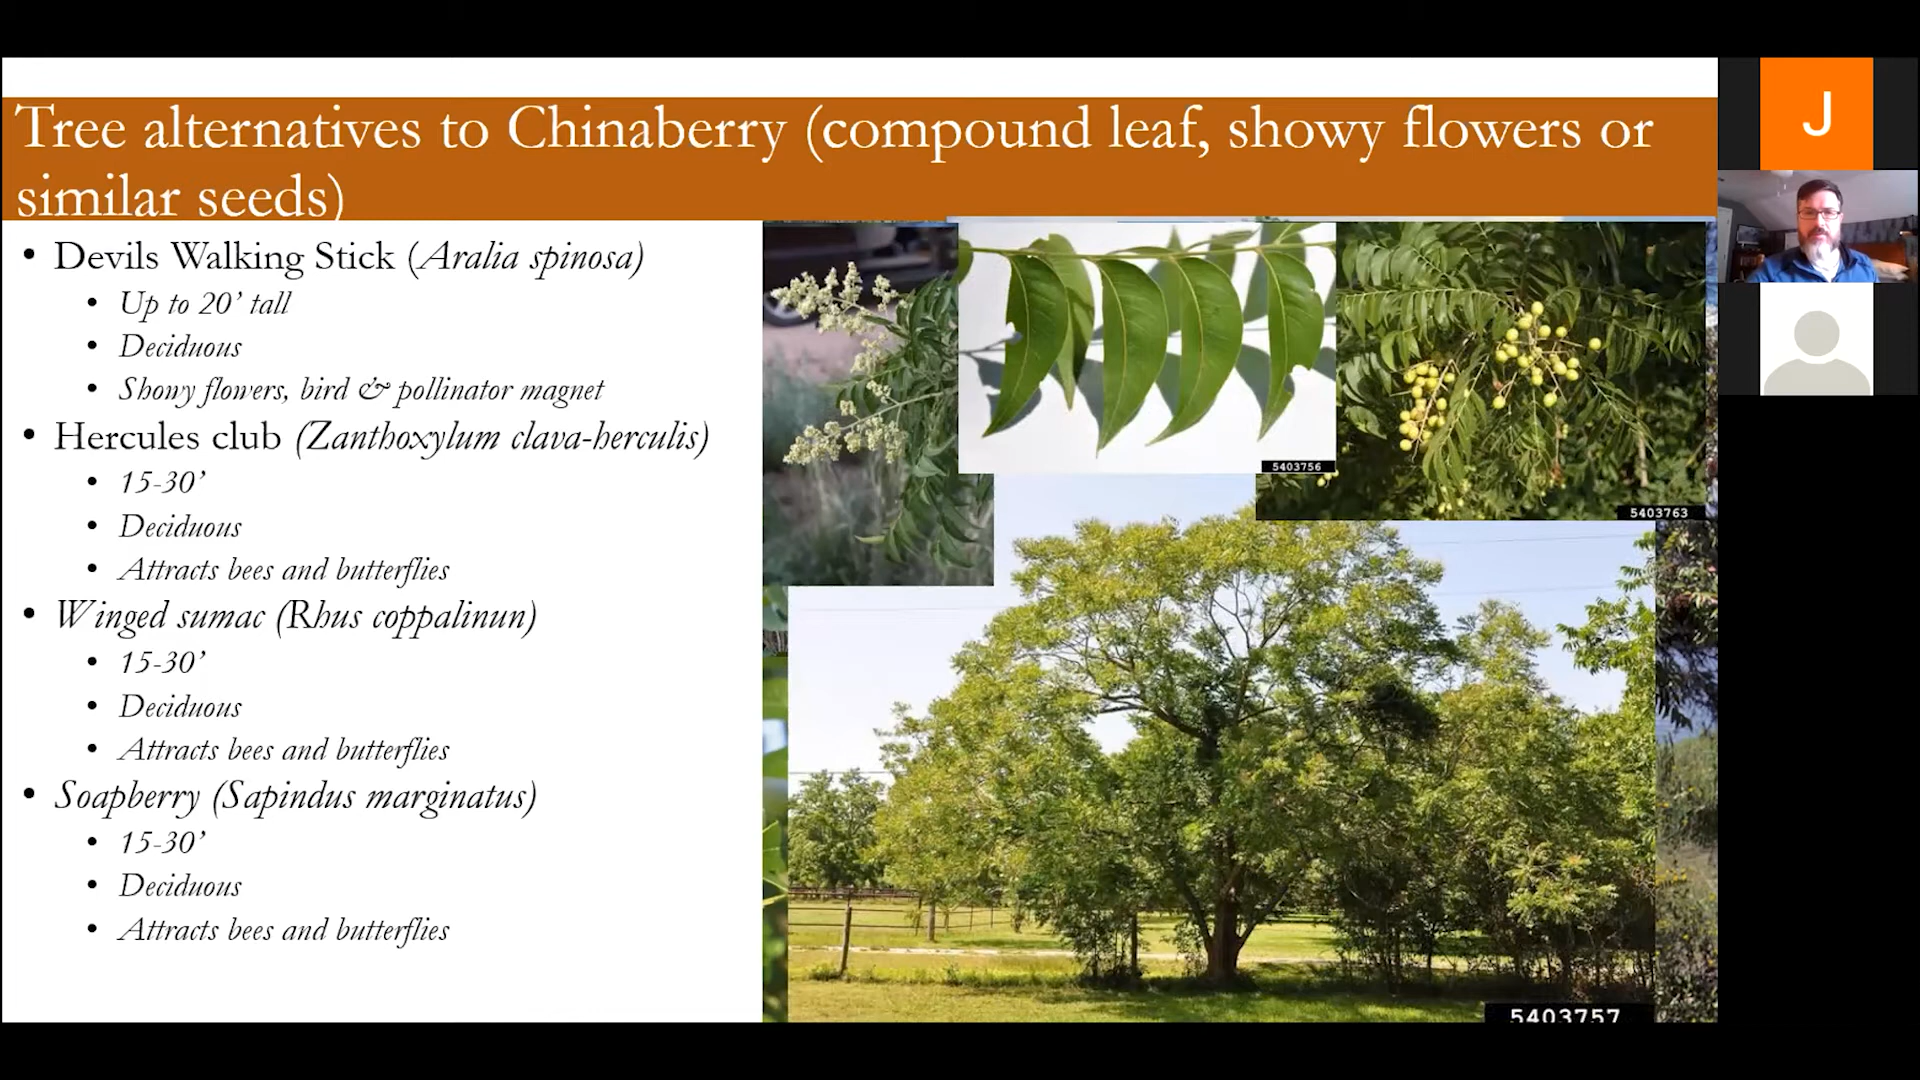 Tree alternatives to Chinaberry (compound leaf, showy flowers or
similar seeds)
• Devils Walking Stick (Aralia spinosa)
• Up to 20’ tall
• Deciduous
• Showy flowers, bird & pollinator magnet
• Hercules club (Zanthoxylum clava-herculis)
• 15-30’
• Deciduous
• Attracts bees and butterflies
• Winged sumac (Rhus coppalinun)
• 15-30’
• Deciduous
• Attracts bees and butterflies
• Soapberry (Sapindus marginatus)
• 15-30’
• Deciduous
• Attracts bees and butterflies
5403756
5403763
5403757
J